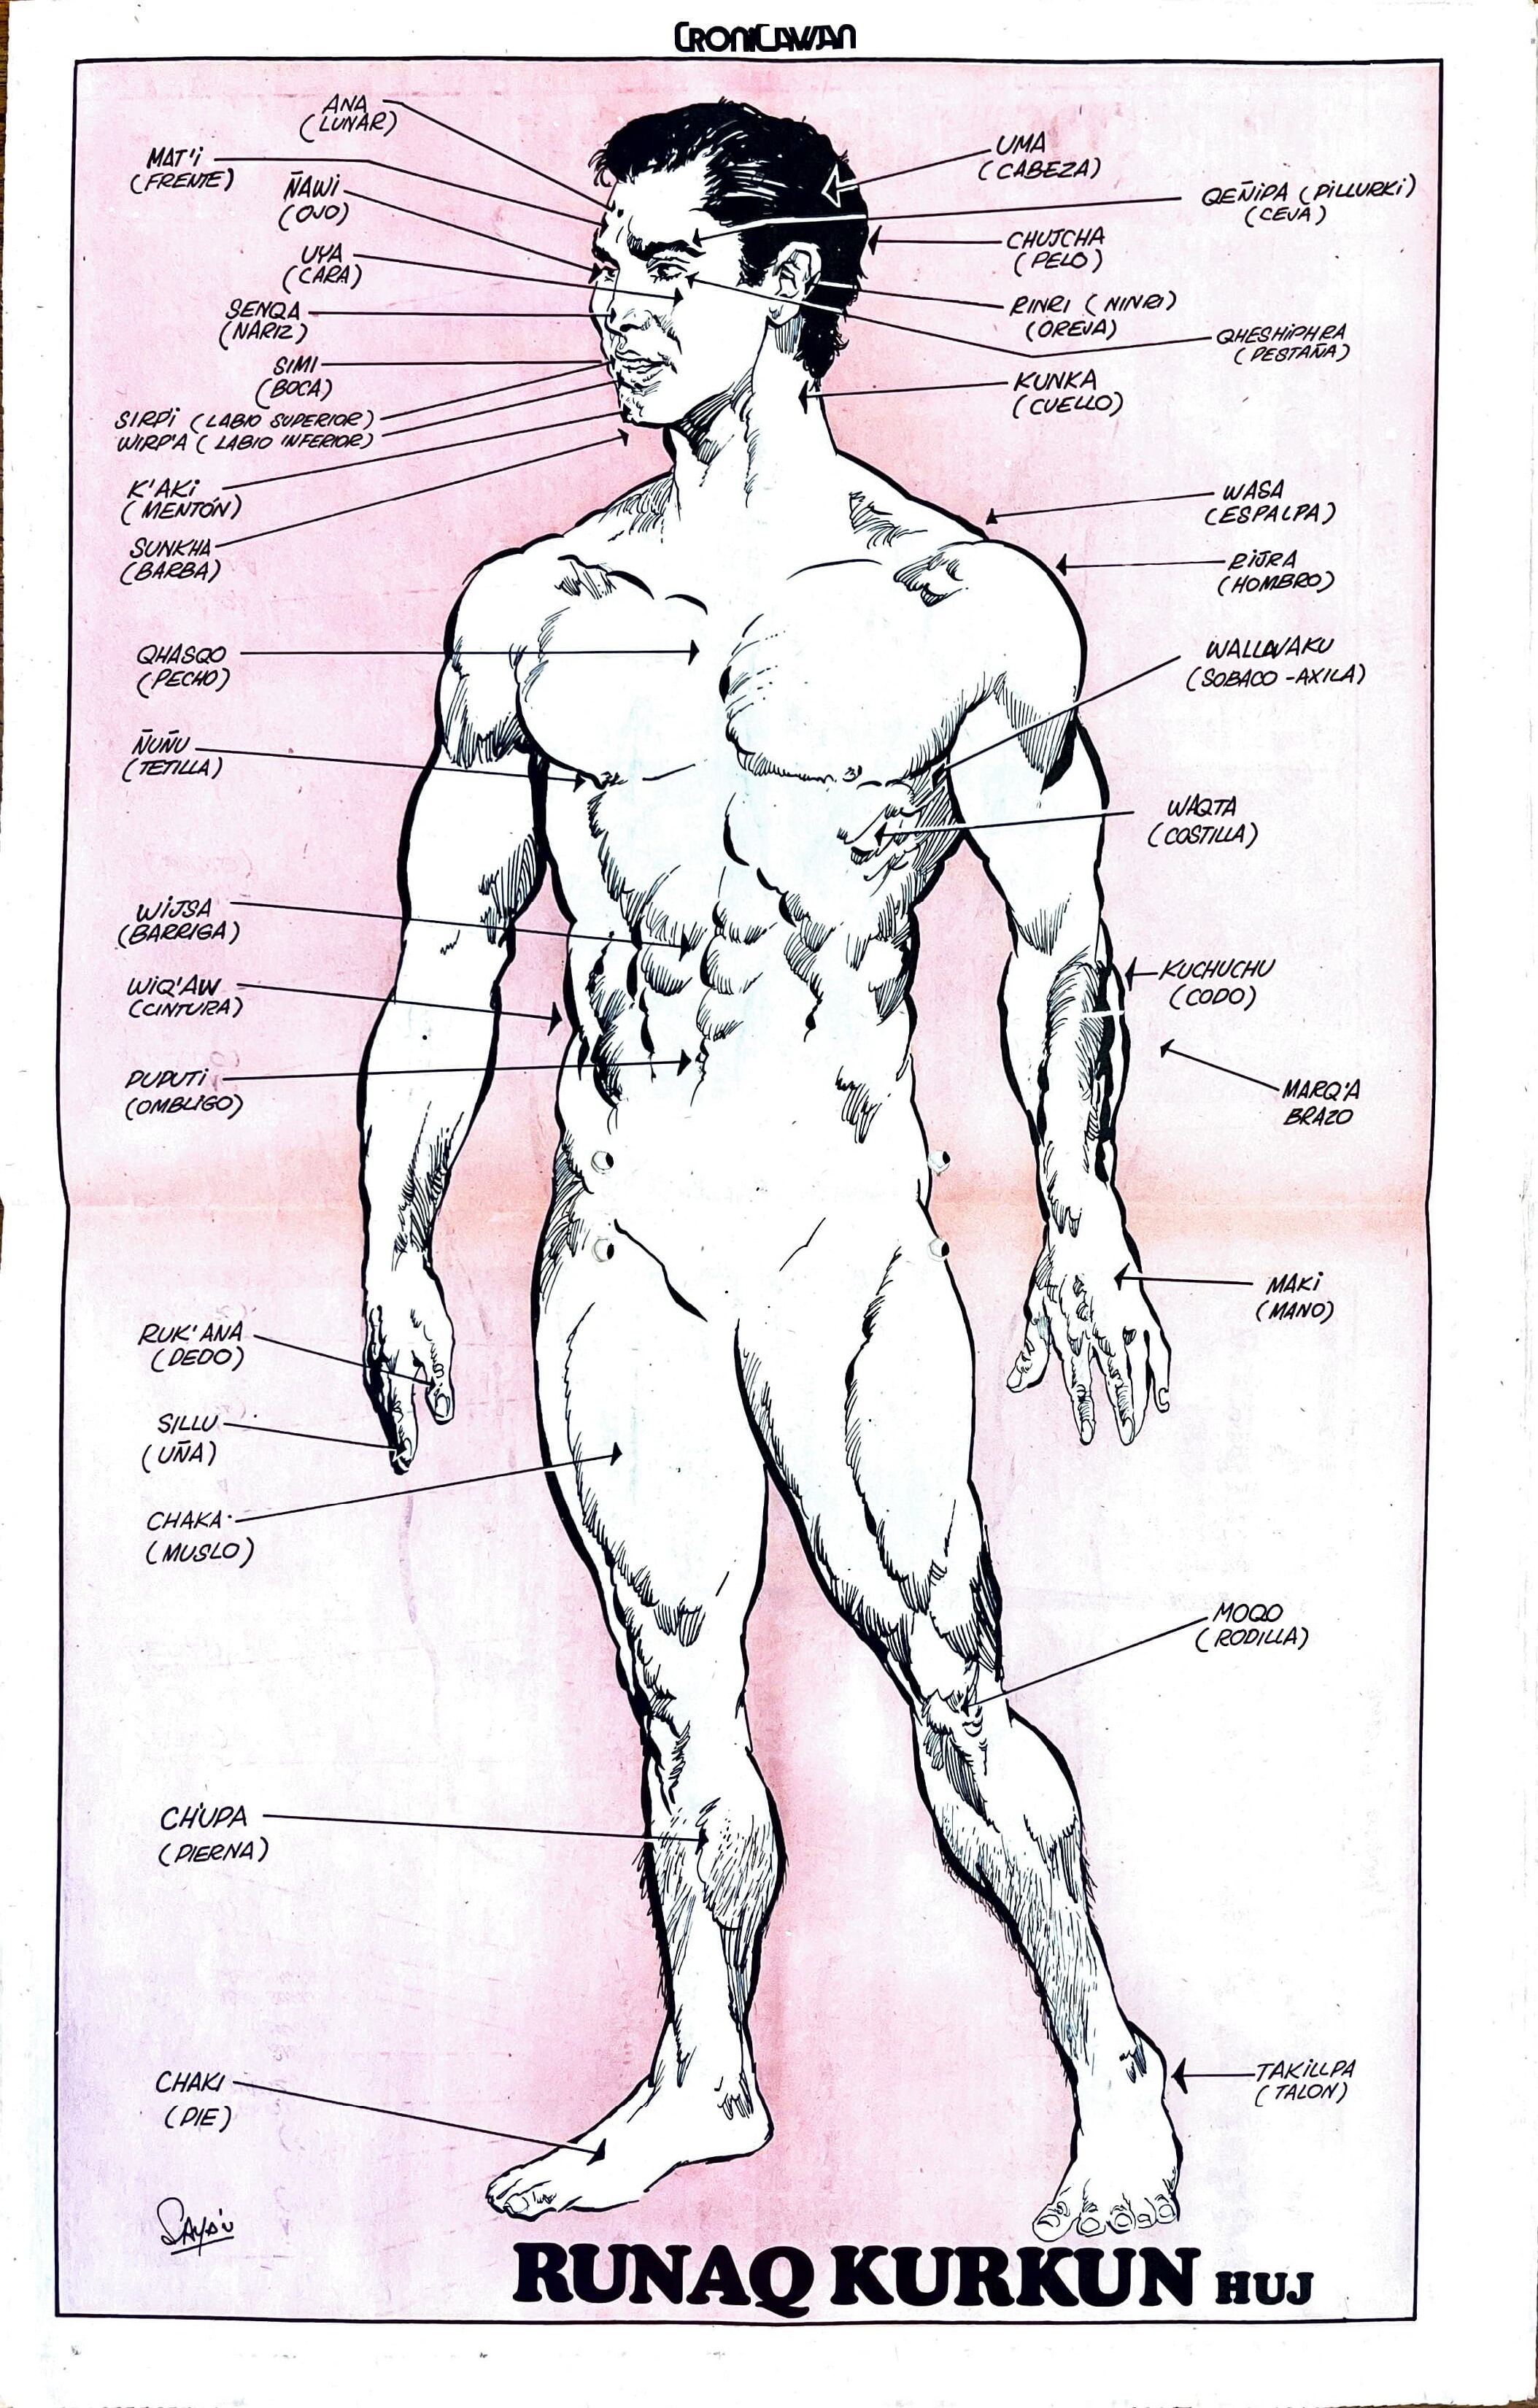 CRONICAWAN
ANA
(LUNAR)
MAT'i
(FRENTE)
ÑAWi
(OJO)
UYA
(CARA)
SENQA
(NARIZ)
SIMI
(BOCA)
SIRPi (LABIO SUPERIOR)
WIRP'A (LABIO INFERIOR)
K'AKi
(MENTÓN)
SUNKHA
(BARBA)
QHASQO
(PECHO)
ÑUÑU
(TETILLA)
WiJSA
(BARRIGA)
WiQ'AW
(CINTURA)
PUPUTi
(OMBLIGO)
RUK'ANA
(DEDO)
SILLU
(UÑA)
CHAKA
(MUSLO)
CH'UPA
(PIERNA)
CHAKI
(PIE)
UMA
(CABEZA)
QEÑiPA (PiLLURKi)
(CEJA)
CHUJCHA
(PELO)
RINRI (NINRI)
(OREJA)
QHESHiPHRA
(PESTAÑA)
KUNKA
(CUELLO)
WASA
(ESPALPA)
RiJRA
(HOMBRO)
WALLWAKU
(SOBACO-AXILA)
WAQTA
(COSTILLA)
KUCHUCHU
(CODO)
MARQ'A
BRAZO
MAKi
(MANO)
MOQO
(RODILLA)
TAKiLLPA
(TALON)
RUNAQ KURKUN HUJ